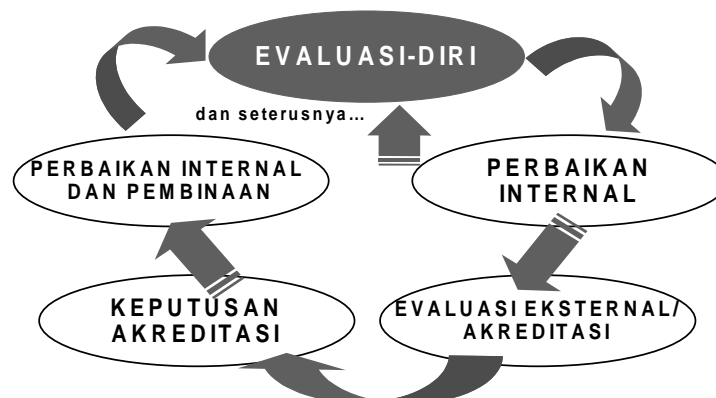 EVALUASI-DIRI
dan seterusnya...
PERBAIKAN INTERNAL
DAN PEMBINAAN
PERBAIKAN
INTERNAL
KEPUTUSAN
AKREDITASI
EVALUASI EKSTERNAL/
AKREDITASI